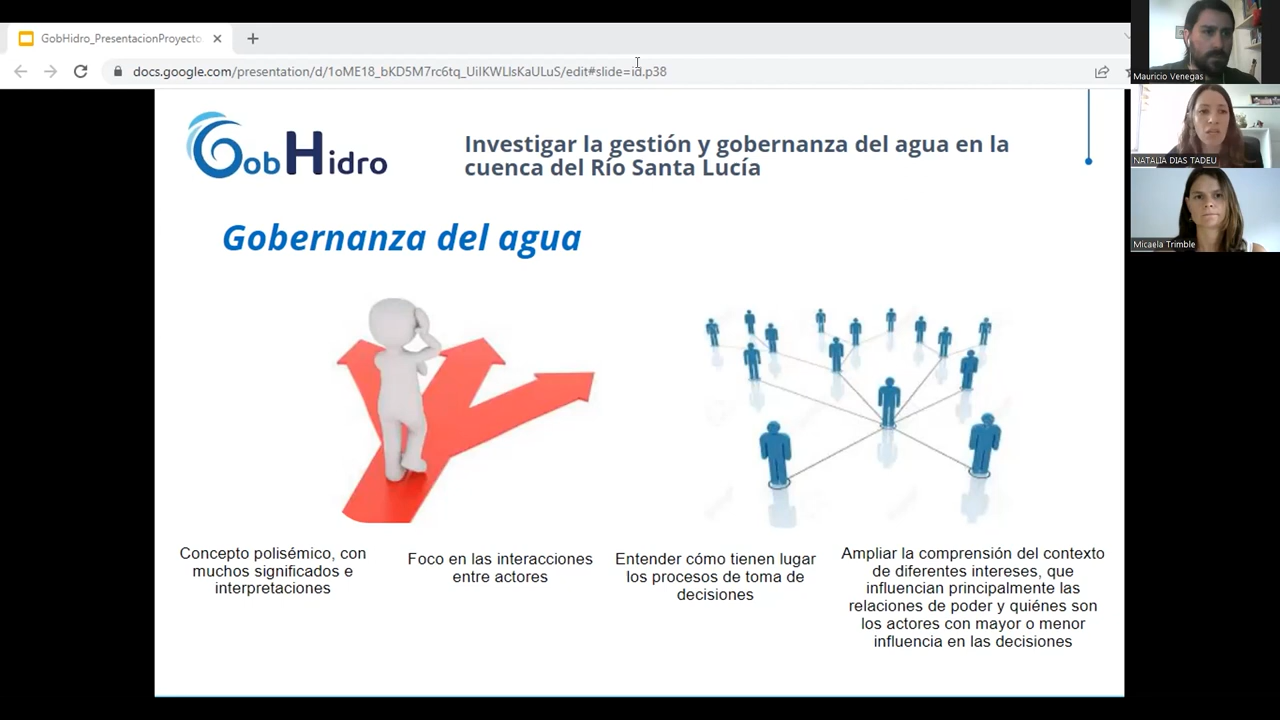 GobHidro_PresentacionProyecto
docs.google.com/presentation/d/1oME18_bKD5M7rc6tq_UiIKWLlsKaULuS/edit#slide=id.p38
Mauricio Venegas
NATALIA DIAS TADEU
Micaela Trimble
GobHidro
Investigar la gestión y gobernanza del agua en la
cuenca del Río Santa Lucía
Gobernanza del agua
Concepto polisémico, con
muchos significados e
interpretaciones
Foco en las interacciones
entre actores
Entender cómo tienen lugar
los procesos de toma de
decisiones
Ampliar la comprensión del contexto
de diferentes intereses, que
influencian principalmente las
relaciones de poder y quiénes son
los actores con mayor o menor
influencia en las decisiones